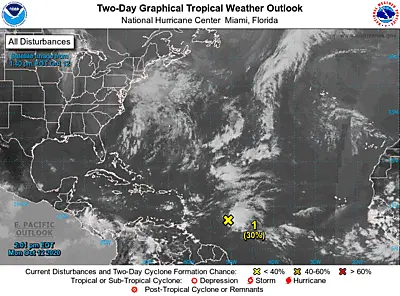 Two-Day Graphical Tropical Weather Outlook
National Hurricane Center Miami, Florida
NOAA
All Disturbances
E. PACIFIC
OUTLOOK
2:01 pm EDT
Mon Oct 12 2020
1
(30%)
Current Disturbances and Two-Day Cyclone Formation Chance: < 40% 40-60% > 60%
Tropical or Sub-Tropical Cyclone: Depression Storm Hurricane
Post-Tropical Cyclone or Remnants